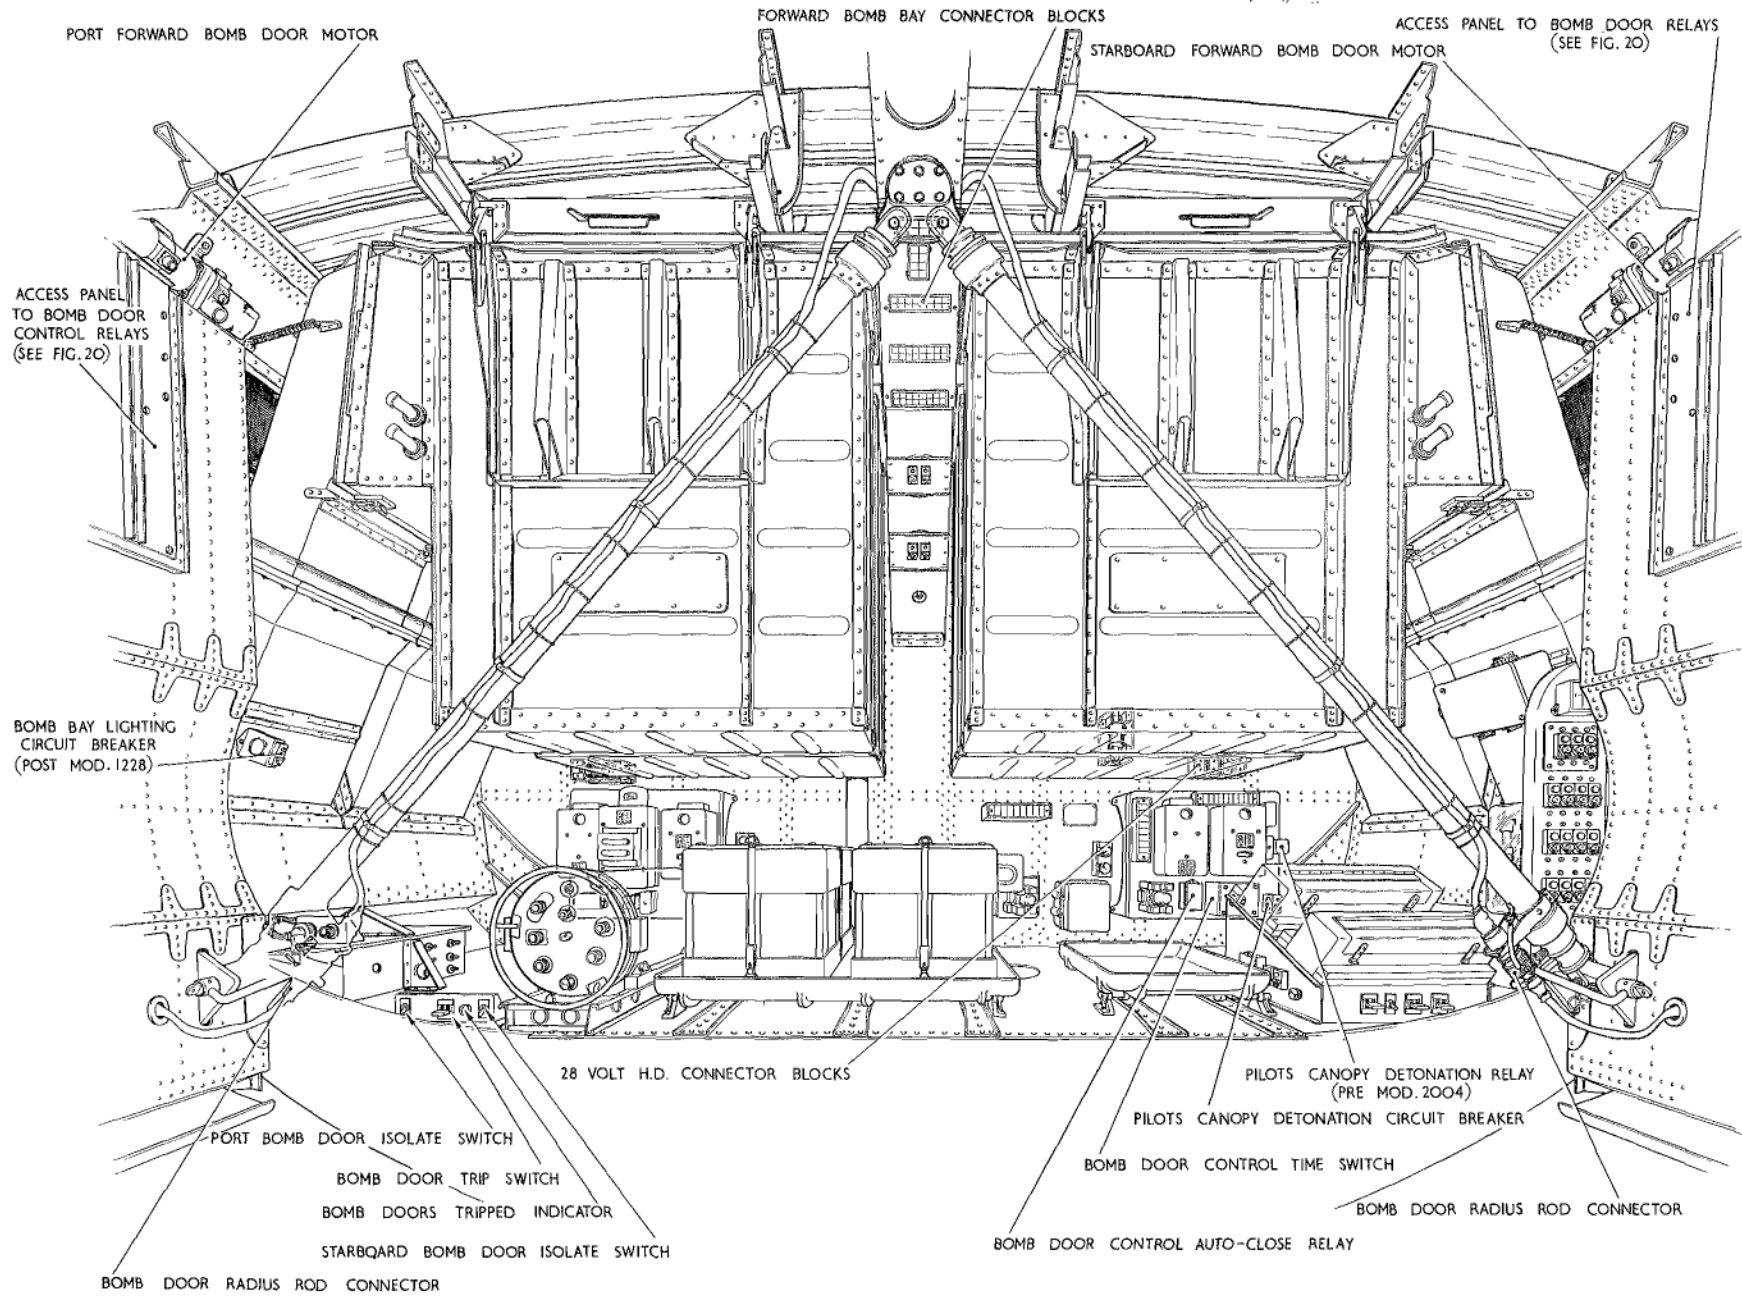 FORWARD BOMB BAY CONNECTOR BLOCKS
PORT FORWARD BOMB DOOR MOTOR
ACCESS PANEL TO BOMB DOOR RELAYS
(SEE FIG. 20)
STARBOARD FORWARD BOMB DOOR MOTOR
ACCESS PANEL
TO BOMB DOOR
CONTROL RELAYS
(SEE FIG. 20)
BOMB BAY LIGHTING
CIRCUIT BREAKER
(POST MOD. 1228)
28 VOLT H.D. CONNECTOR BLOCKS
PILOTS CANOPY DETONATION RELAY
(PRE MOD. 2004)
PILOTS CANOPY DETONATION CIRCUIT BREAKER
PORT BOMB DOOR ISOLATE SWITCH
BOMB DOOR CONTROL TIME SWITCH
BOMB DOOR TRIP SWITCH
BOMB DOORS TRIPPED INDICATOR
BOMB DOOR RADIUS ROD CONNECTOR
BOMB DOOR CONTROL AUTO-CLOSE RELAY
STARBOARD BOMB DOOR ISOLATE SWITCH
BOMB DOOR RADIUS ROD CONNECTOR